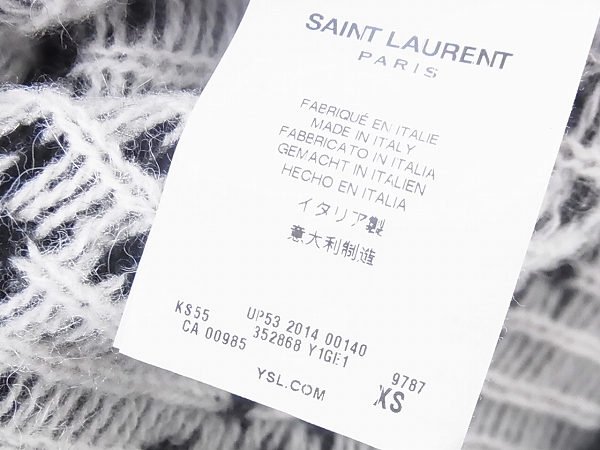 SAINT LAURENT
PARIS
FABRIQUÉ EN ITALIE
MADE IN ITALY
FABBRICATO IN ITALIA
GEMACHT IN ITALIEN
HECHO EN ITALIA
イタリア製
意大利制造
KS55 UP53 2014 00140
CA 00985 352868 Y1GE1 9787
YSL.COM XS